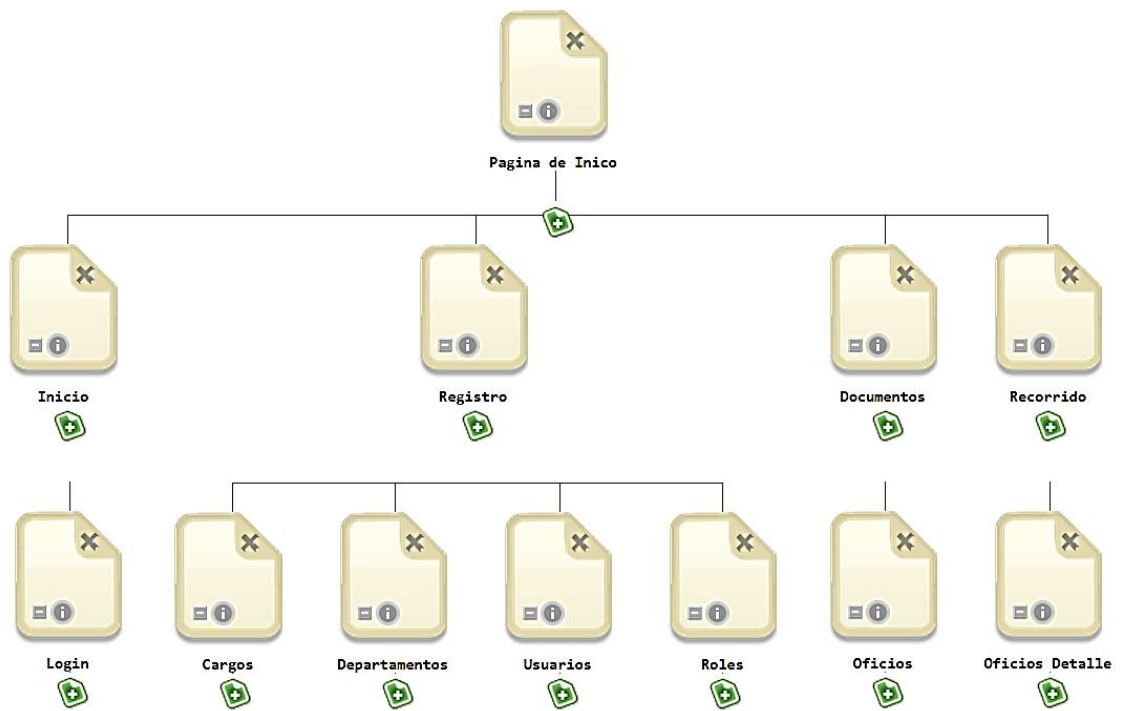 Pagina de Inico
Inicio
Registro
Documentos
Recorrido
Login
Cargos
Departamentos
Usuarios
Roles
Oficios
Oficios Detalle